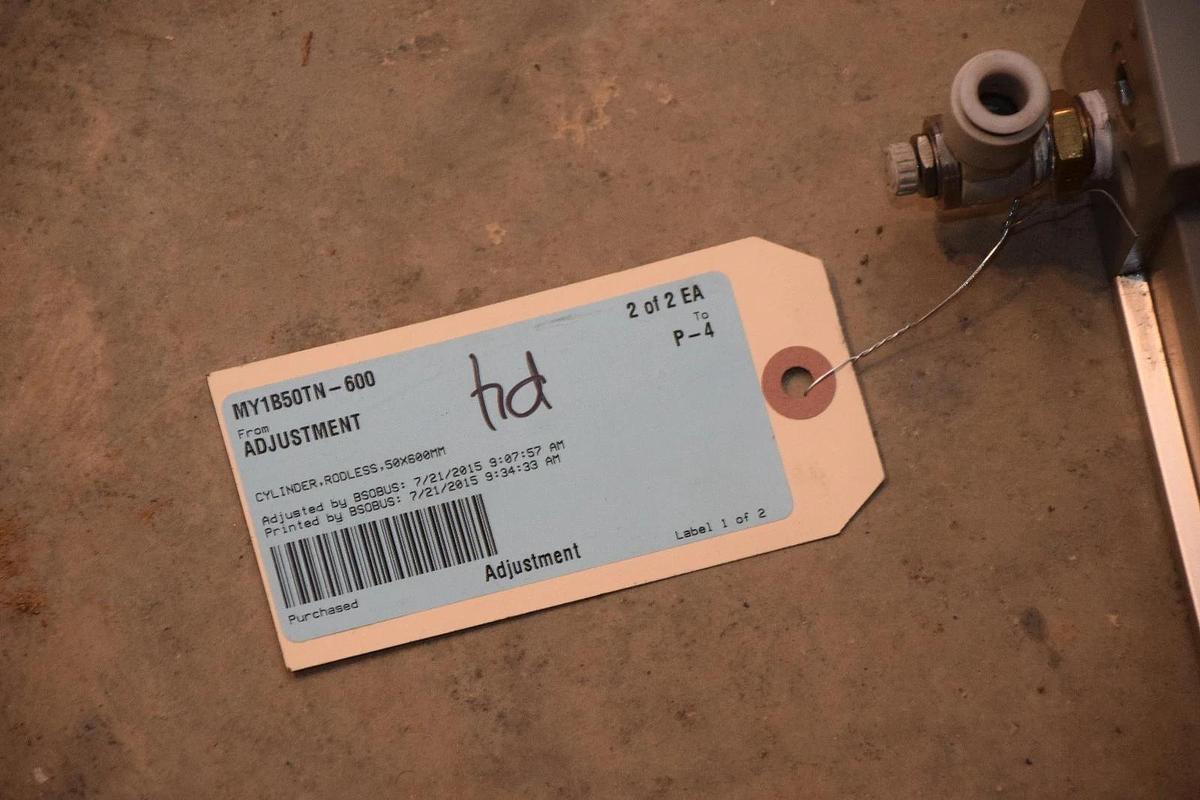 2 of 2 EA
To
P-4
MY1B50TN-600
From
ADJUSTMENT
hd
CYLINDER,RODLESS,50X600MM
Adjusted by BSOBUS: 7/21/2015 9:07:57 AM
Printed by BSOBUS: 7/21/2015 9:34:33 AM
Adjustment
Label 1 of 2
Purchased